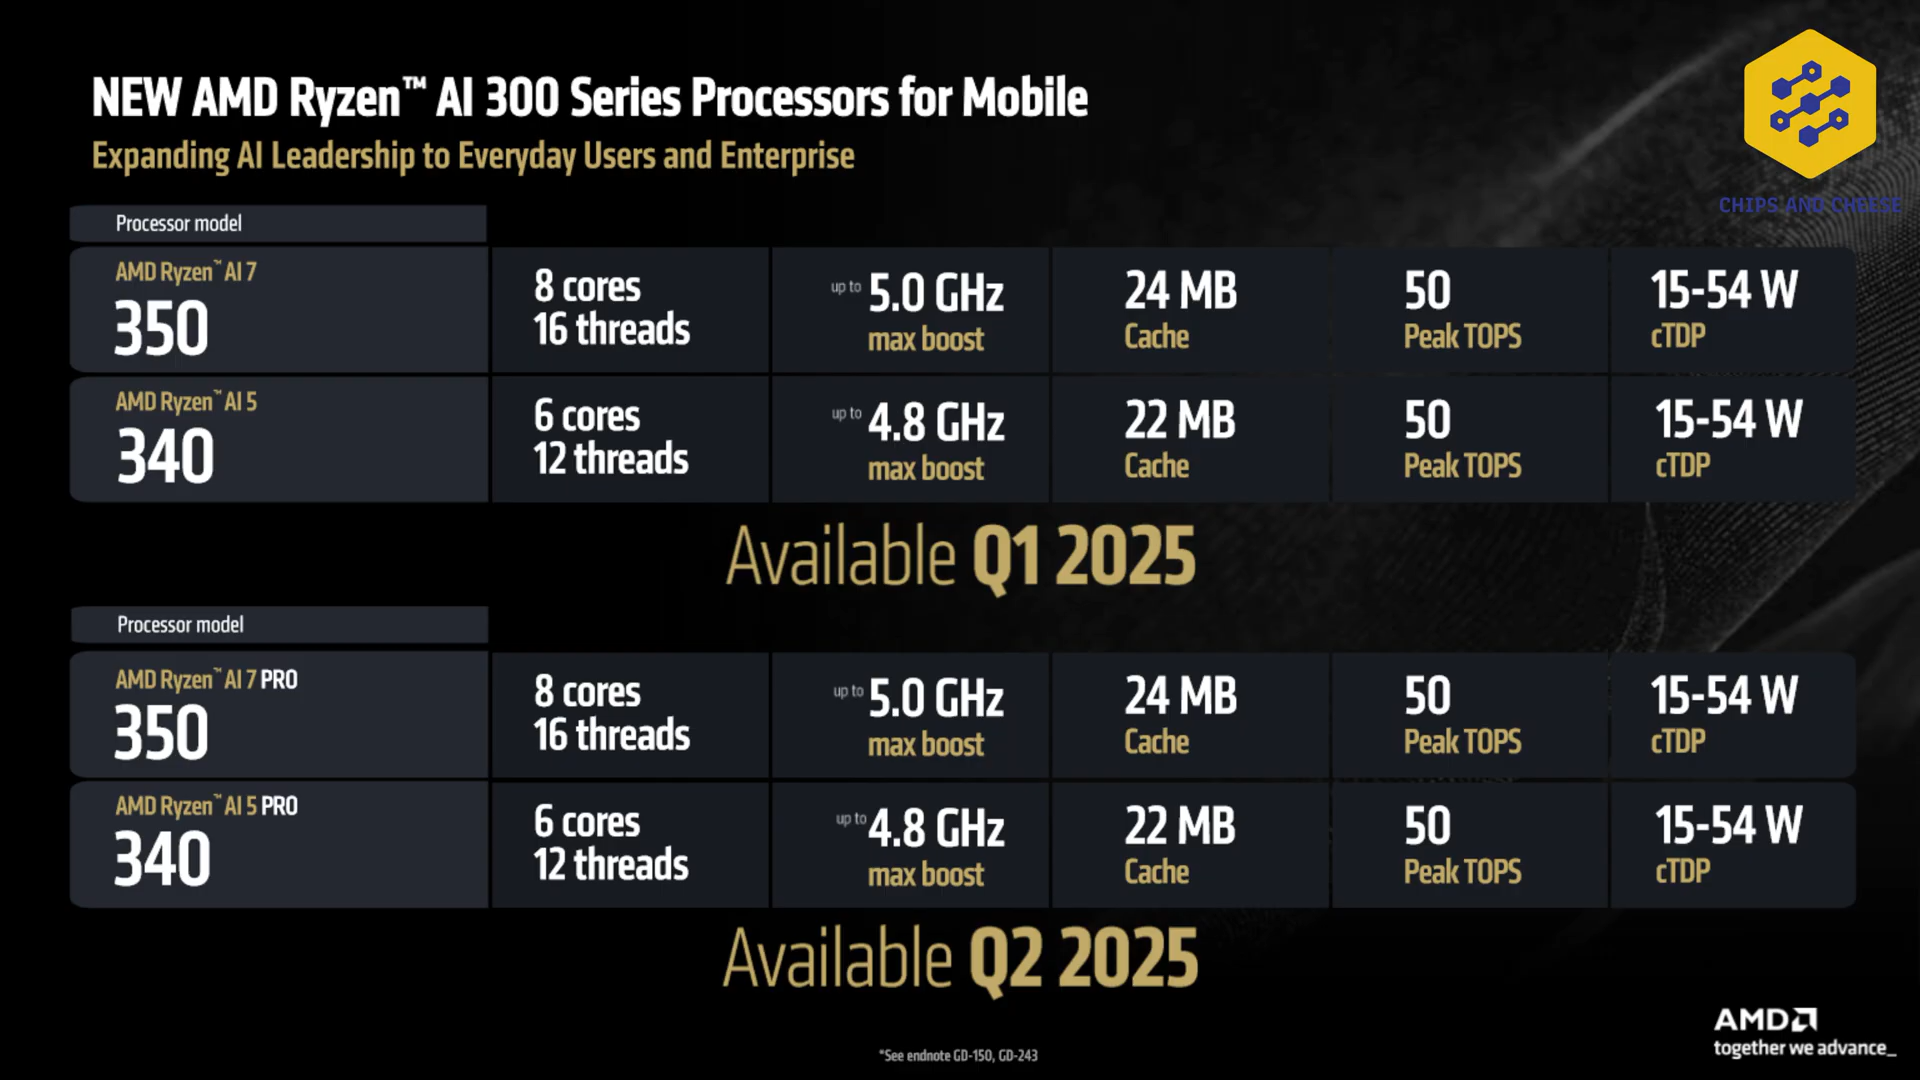 NEW AMD Ryzen™ AI 300 Series Processors for Mobile
Expanding AI Leadership to Everyday Users and Enterprise
CHIPS AND CHEESE
Processor model
AMD Ryzen™ AI 7
350
8 cores
16 threads
up to 5.0 GHz
max boost
24 MB
Cache
50
Peak TOPS
15-54 W
cTDP
AMD Ryzen™ AI 5
340
6 cores
12 threads
up to 4.8 GHz
max boost
22 MB
Cache
50
Peak TOPS
15-54 W
cTDP
Available Q1 2025
Processor model
AMD Ryzen™ AI 7 PRO
350
8 cores
16 threads
up to 5.0 GHz
max boost
24 MB
Cache
50
Peak TOPS
15-54 W
cTDP
AMD Ryzen™ AI 5 PRO
340
6 cores
12 threads
up to 4.8 GHz
max boost
22 MB
Cache
50
Peak TOPS
15-54 W
cTDP
Available Q2 2025
*See endnote GD-150, GD-243
AMD
together we advance_